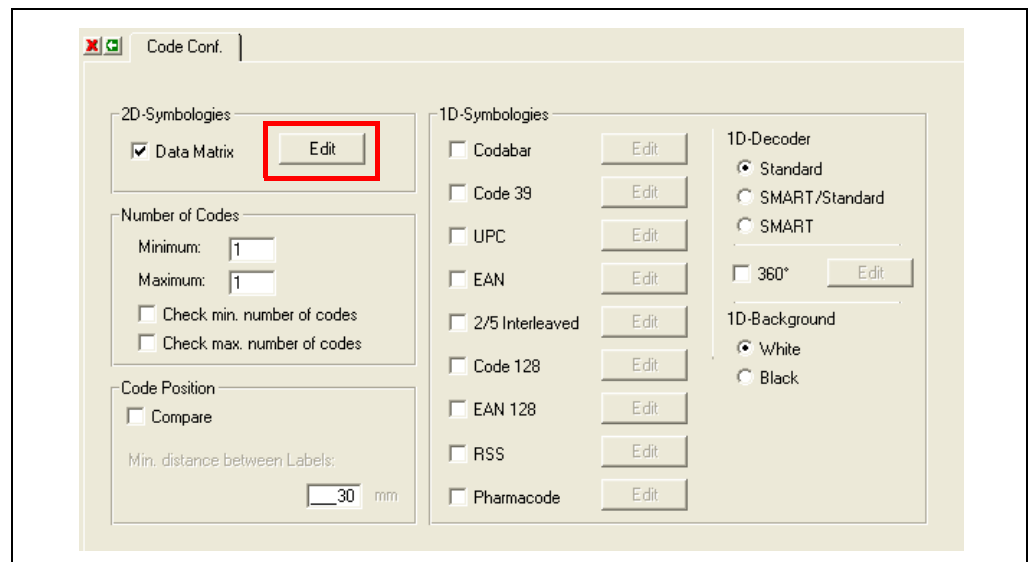 Code Conf.
2D-Symbologies
Data Matrix
Edit
Number of Codes
Minimum: 1
Maximum: 1
Check min. number of codes
Check max. number of codes
Code Position
Compare
Min. distance between Labels:
___30 mm
1D-Symbologies
Codabar Edit
Code 39 Edit
UPC Edit
EAN Edit
2/5 Interleaved Edit
Code 128 Edit
EAN 128 Edit
RSS Edit
Pharmacode Edit
1D-Decoder
Standard
SMART/Standard
SMART
360° Edit
1D-Background
White
Black